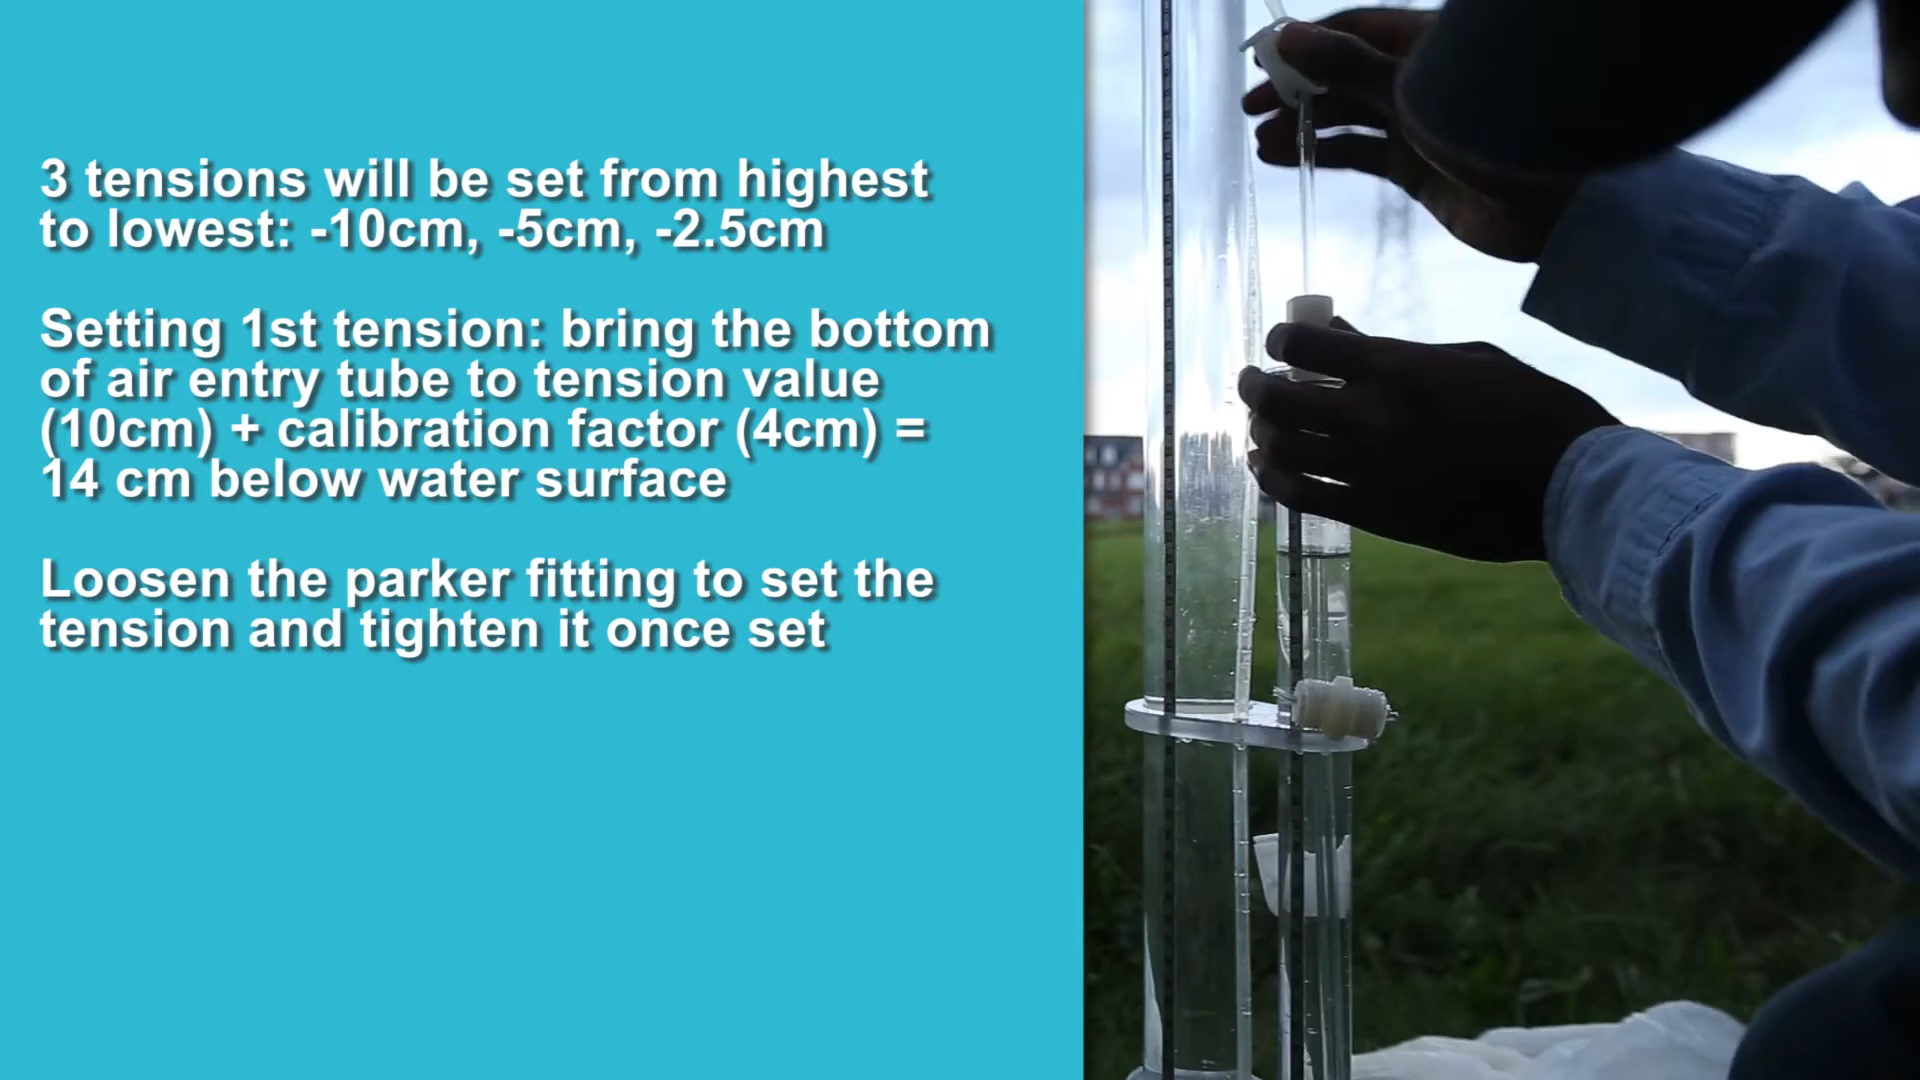 3 tensions will be set from highest
to lowest: -10cm, -5cm, -2.5cm
Setting 1st tension: bring the bottom
of air entry tube to tension value
(10cm) + calibration factor (4cm) =
14 cm below water surface
Loosen the parker fitting to set the
tension and tighten it once set